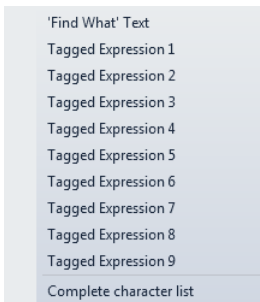 'Find What' Text
Tagged Expression 1
Tagged Expression 2
Tagged Expression 3
Tagged Expression 4
Tagged Expression 5
Tagged Expression 6
Tagged Expression 7
Tagged Expression 8
Tagged Expression 9
Complete character list